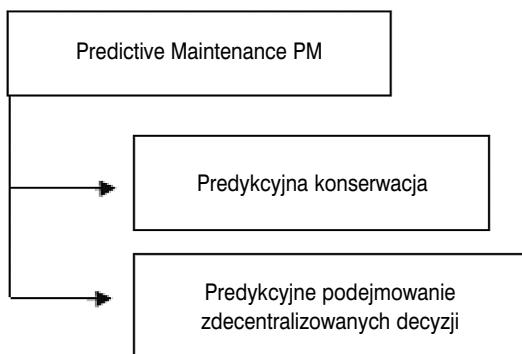 Predictive Maintenance PM
Predykcyjna konserwacja
Predykcyjne podejmowanie
zdecentralizowanych decyzji